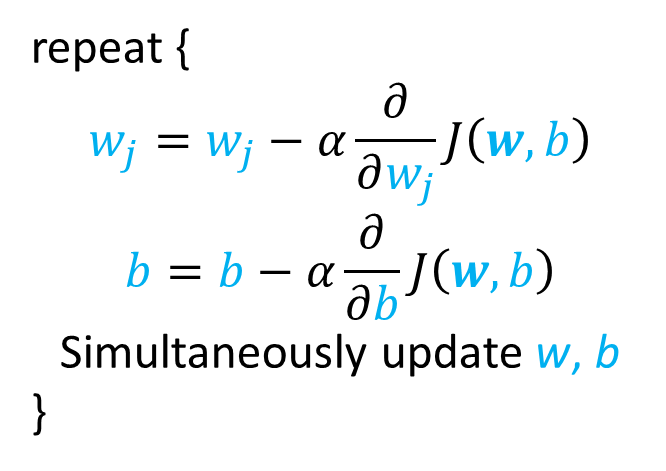 repeat {
w_j = w_j − α ∂/∂w_j J(w, b)
b = b − α ∂/∂b J(w, b)
Simultaneously update w, b
}